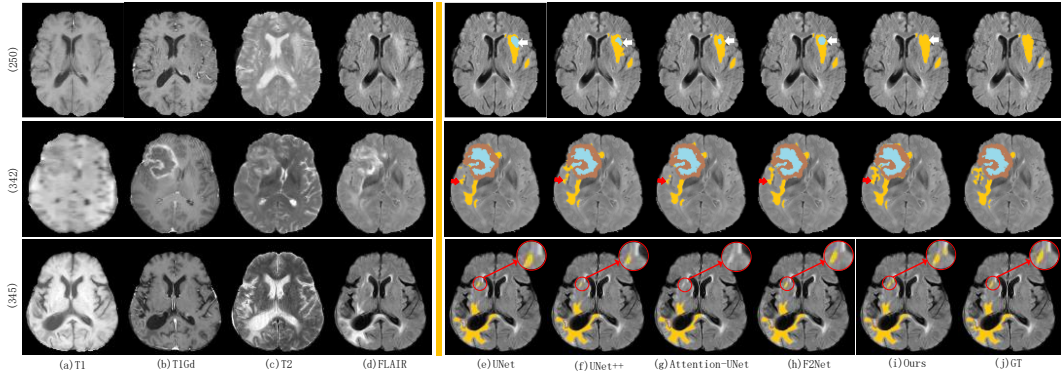 (250)
(342)
(345)
(a)T1 (b)T1Gd (c)T2 (d)FLAIR (e)UNet (f)UNet++ (g)Attention-UNet (h)F2Net (i)Ours (j)GT